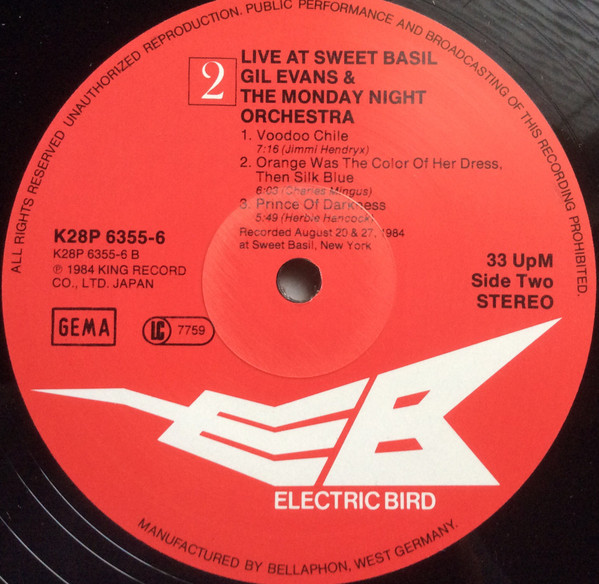 ALL RIGHTS RESERVED UNAUTHORIZED REPRODUCTION. PUBLIC PERFORMANCE AND BROADCASTING OF THIS RECORDING PROHIBITED.
2
LIVE AT SWEET BASIL
GIL EVANS &
THE MONDAY NIGHT
ORCHESTRA
1. Voodoo Chile
7:16 (Jimmi Hendryx)
2. Orange Was The Color Of Her Dress,
Then Silk Blue
6:03 (Charles Mingus)
3. Prince Of Darkness
5:49 (Herbie Hancock)
Recorded August 20 & 27, 1984
at Sweet Basil, New York
K28P 6355-6
K28P 6355-6 B
℗ 1984 KING RECORD
CO., LTD. JAPAN
GEMA
LC 7759
33 UpM
Side Two
STEREO
EB
ELECTRIC BIRD
MANUFACTURED BY BELLAPHON, WEST GERMANY.